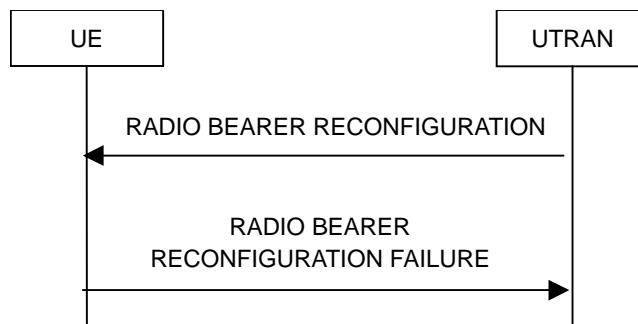 UE
UTRAN
RADIO BEARER RECONFIGURATION
RADIO BEARER
RECONFIGURATION FAILURE